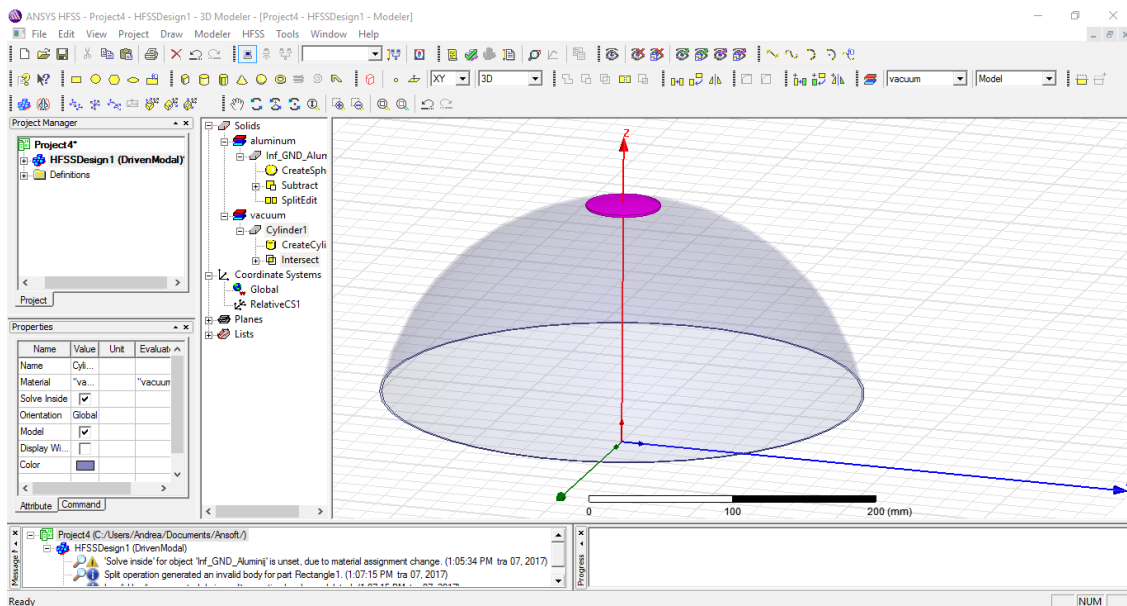 ANSYS HFSS - Project4 - HFSSDesign1 - 3D Modeler - [Project4 - HFSSDesign1 - Modeler]
File Edit View Project Draw Modeler HFSS Tools Window Help
XY 3D vacuum Model
Project Manager
Project4*
HFSSDesign1 (DrivenModal)*
Definitions
Project
Properties
Name Value Unit Evaluat
Name Cyli...
Material "va... "vacuum
Solve Inside
Orientation Global
Model
Display Wi...
Color
Attribute Command
Solids
aluminum
Inf_GND_Alum
CreateSph
Subtract
SplitEdit
vacuum
Cylinder1
CreateCyli
Intersect
Coordinate Systems
Global
RelativeCS1
Planes
Lists
Z
0 100 200 (mm)
Message
Project4 (C:/Users/Andrea/Documents/Ansoft/)
HFSSDesign1 (DrivenModal)
'Solve inside' for object 'Inf_GND_Aluminij' is unset, due to material assignment change. (1:05:34 PM tra 07, 2017)
Split operation generated an invalid body for part Rectangle1. (1:07:15 PM tra 07, 2017)
Progress
Ready
NUM